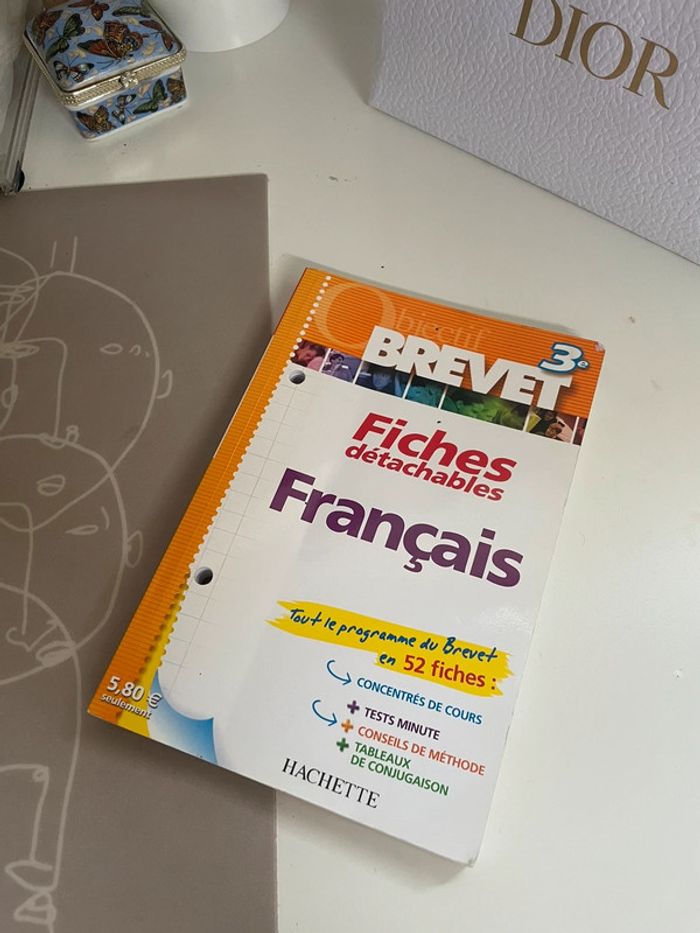 DIOR
Objectif
BREVET 3e
Fiches
détachables
Français
Tout le programme du Brevet
en 52 fiches :
CONCENTRÉS DE COURS
+ TESTS MINUTE
+ CONSEILS DE MÉTHODE
+ TABLEAUX
DE CONJUGAISON
5,80 €
seulement
HACHETTE